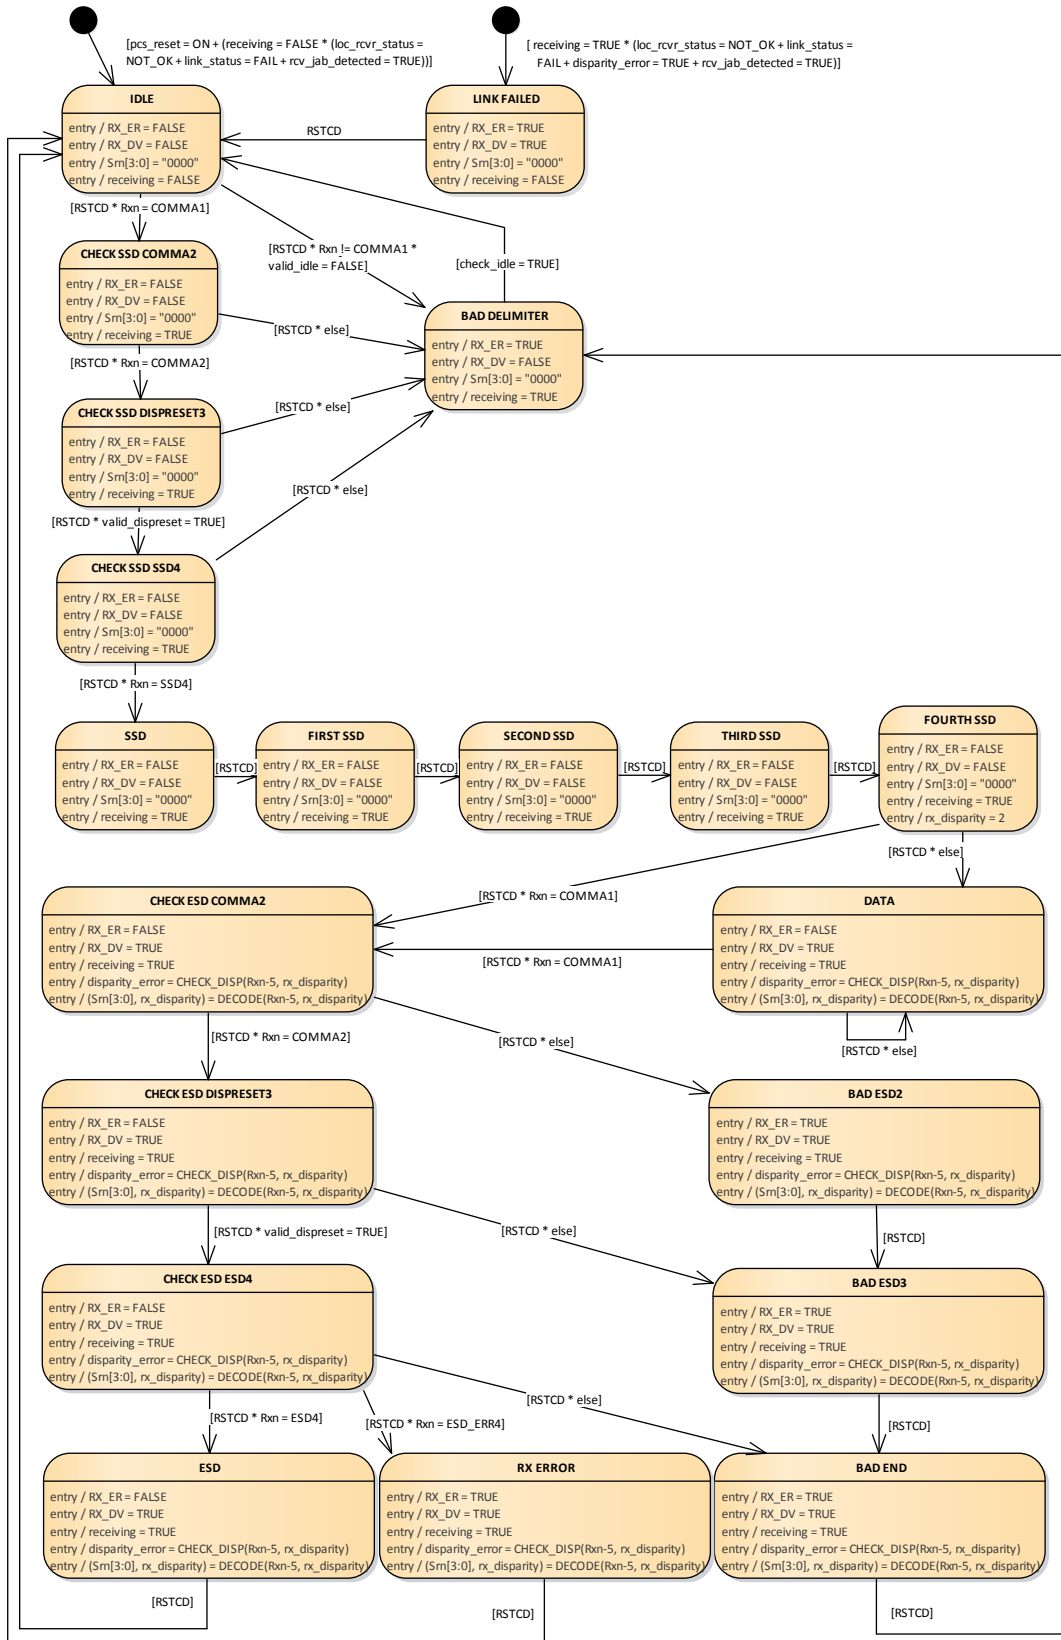 [pcs_reset = ON + (receiving = FALSE * (loc_rcvr_status =
NOT_OK + link_status = FAIL + rcv_jab_detected = TRUE))]
[ receiving = TRUE * (loc_rcvr_status = NOT_OK + link_status =
FAIL + disparity_error = TRUE + rcv_jab_detected = TRUE)]
IDLE
entry / RX_ER = FALSE
entry / RX_DV = FALSE
entry / Srn[3:0] = "0000"
entry / receiving = FALSE
LINK FAILED
entry / RX_ER = TRUE
entry / RX_DV = TRUE
entry / Srn[3:0] = "0000"
entry / receiving = FALSE
RSTCD
[RSTCD * Rxn = COMMA1]
[RSTCD * Rxn != COMMA1 *
valid_idle = FALSE]
[check_idle = TRUE]
CHECK SSD COMMA2
entry / RX_ER = FALSE
entry / RX_DV = FALSE
entry / Srn[3:0] = "0000"
entry / receiving = TRUE
[RSTCD * else]
BAD DELIMITER
entry / RX_ER = TRUE
entry / RX_DV = FALSE
entry / Srn[3:0] = "0000"
entry / receiving = TRUE
[RSTCD * Rxn = COMMA2]
CHECK SSD DISPRESET3
entry / RX_ER = FALSE
entry / RX_DV = FALSE
entry / Srn[3:0] = "0000"
entry / receiving = TRUE
[RSTCD * else]
[RSTCD * else]
[RSTCD * valid_dispreset = TRUE]
CHECK SSD SSD4
entry / RX_ER = FALSE
entry / RX_DV = FALSE
entry / Srn[3:0] = "0000"
entry / receiving = TRUE
[RSTCD * Rxn = SSD4]
SSD
entry / RX_ER = FALSE
entry / RX_DV = FALSE
entry / Srn[3:0] = "0000"
entry / receiving = TRUE
[RSTCD]
FIRST SSD
entry / RX_ER = FALSE
entry / RX_DV = FALSE
entry / Srn[3:0] = "0000"
entry / receiving = TRUE
[RSTCD]
SECOND SSD
entry / RX_ER = FALSE
entry / RX_DV = FALSE
entry / Srn[3:0] = "0000"
entry / receiving = TRUE
[RSTCD]
THIRD SSD
entry / RX_ER = FALSE
entry / RX_DV = FALSE
entry / Srn[3:0] = "0000"
entry / receiving = TRUE
[RSTCD]
FOURTH SSD
entry / RX_ER = FALSE
entry / RX_DV = FALSE
entry / Srn[3:0] = "0000"
entry / receiving = TRUE
entry / rx_disparity = 2
[RSTCD * else]
[RSTCD * Rxn = COMMA1]
CHECK ESD COMMA2
entry / RX_ER = FALSE
entry / RX_DV = TRUE
entry / receiving = TRUE
entry / disparity_error = CHECK_DISP(Rxn-5, rx_disparity)
entry / (Srn[3:0], rx_disparity) = DECODE(Rxn-5, rx_disparity)
[RSTCD * Rxn = COMMA1]
DATA
entry / RX_ER = FALSE
entry / RX_DV = TRUE
entry / receiving = TRUE
entry / disparity_error = CHECK_DISP(Rxn-5, rx_disparity)
entry / (Srn[3:0], rx_disparity) = DECODE(Rxn-5, rx_disparity)
[RSTCD * else]
[RSTCD * Rxn = COMMA2]
[RSTCD * else]
CHECK ESD DISPRESET3
entry / RX_ER = FALSE
entry / RX_DV = TRUE
entry / receiving = TRUE
entry / disparity_error = CHECK_DISP(Rxn-5, rx_disparity)
entry / (Srn[3:0], rx_disparity) = DECODE(Rxn-5, rx_disparity)
BAD ESD2
entry / RX_ER = TRUE
entry / RX_DV = TRUE
entry / receiving = TRUE
entry / disparity_error = CHECK_DISP(Rxn-5, rx_disparity)
entry / (Srn[3:0], rx_disparity) = DECODE(Rxn-5, rx_disparity)
[RSTCD * valid_dispreset = TRUE]
[RSTCD * else]
[RSTCD]
CHECK ESD ESD4
entry / RX_ER = FALSE
entry / RX_DV = TRUE
entry / receiving = TRUE
entry / disparity_error = CHECK_DISP(Rxn-5, rx_disparity)
entry / (Srn[3:0], rx_disparity) = DECODE(Rxn-5, rx_disparity)
BAD ESD3
entry / RX_ER = TRUE
entry / RX_DV = TRUE
entry / receiving = TRUE
entry / disparity_error = CHECK_DISP(Rxn-5, rx_disparity)
entry / (Srn[3:0], rx_disparity) = DECODE(Rxn-5, rx_disparity)
[RSTCD * Rxn = ESD4]
[RSTCD * Rxn = ESD_ERR4]
[RSTCD * else]
[RSTCD]
ESD
entry / RX_ER = FALSE
entry / RX_DV = TRUE
entry / receiving = TRUE
entry / disparity_error = CHECK_DISP(Rxn-5, rx_disparity)
entry / (Srn[3:0], rx_disparity) = DECODE(Rxn-5, rx_disparity)
RX ERROR
entry / RX_ER = TRUE
entry / RX_DV = TRUE
entry / receiving = TRUE
entry / disparity_error = CHECK_DISP(Rxn-5, rx_disparity)
entry / (Srn[3:0], rx_disparity) = DECODE(Rxn-5, rx_disparity)
BAD END
entry / RX_ER = TRUE
entry / RX_DV = TRUE
entry / receiving = TRUE
entry / disparity_error = CHECK_DISP(Rxn-5, rx_disparity)
entry / (Srn[3:0], rx_disparity) = DECODE(Rxn-5, rx_disparity)
[RSTCD]
[RSTCD]
[RSTCD]